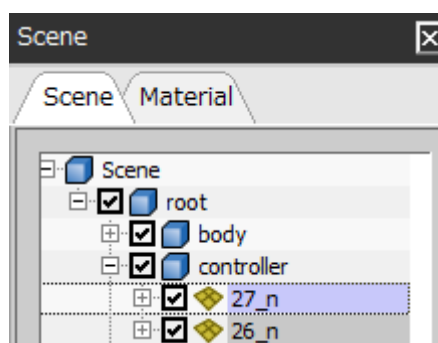 Scene
Scene Material
Scene
root
body
controller
27_n
26_n